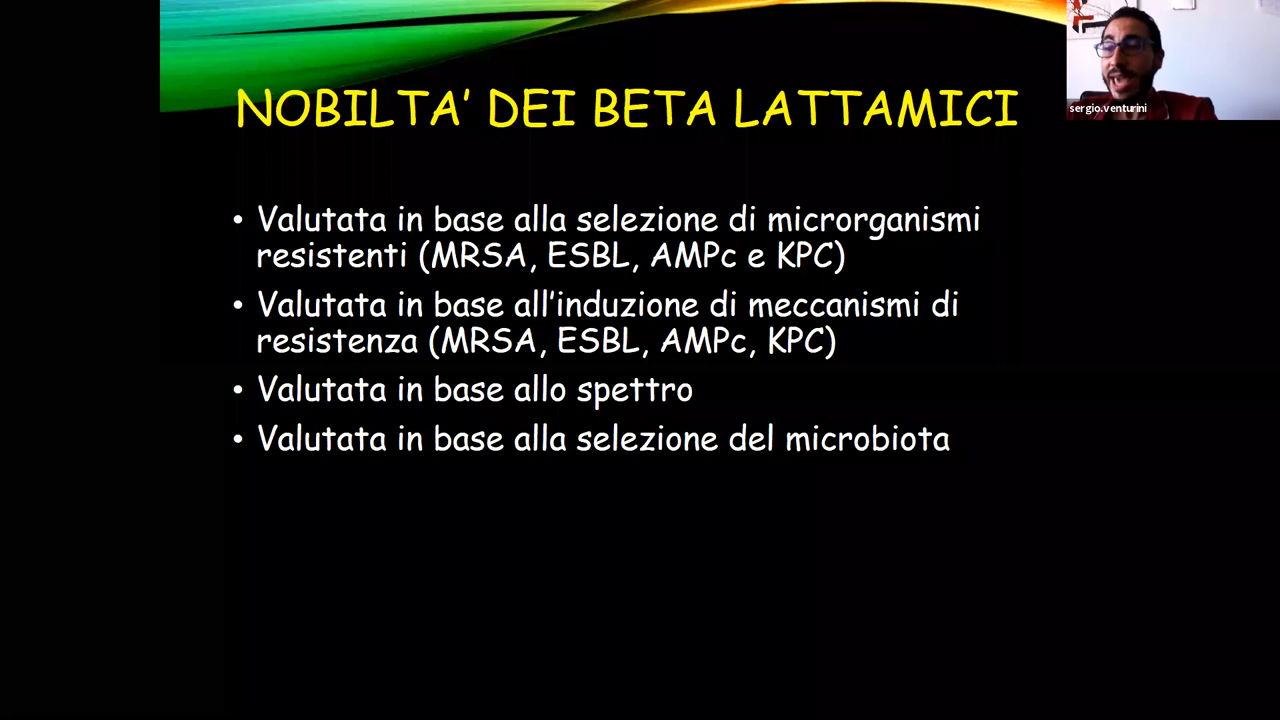 sergio.venturini
NOBILTA' DEI BETA LATTAMICI
• Valutata in base alla selezione di microrganismi
resistenti (MRSA, ESBL, AMPc e KPC)
• Valutata in base all'induzione di meccanismi di
resistenza (MRSA, ESBL, AMPc, KPC)
• Valutata in base allo spettro
• Valutata in base alla selezione del microbiota